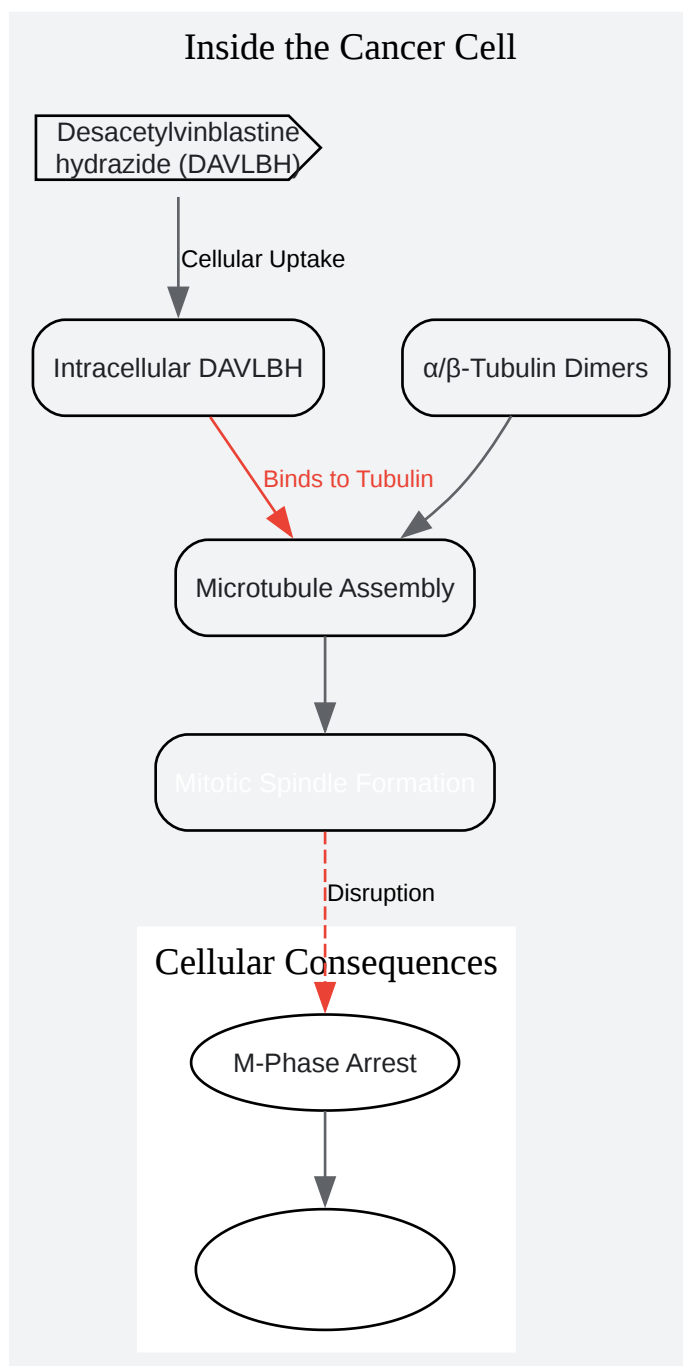 Inside the Cancer Cell
Desacetylvinblastine
hydrazide (DAVLBH)
Cellular Uptake
Intracellular DAVLBH
α/β-Tubulin Dimers
Binds to Tubulin
Microtubule Assembly
Mitotic Spindle Formation
Disruption
Cellular Consequences
M-Phase Arrest